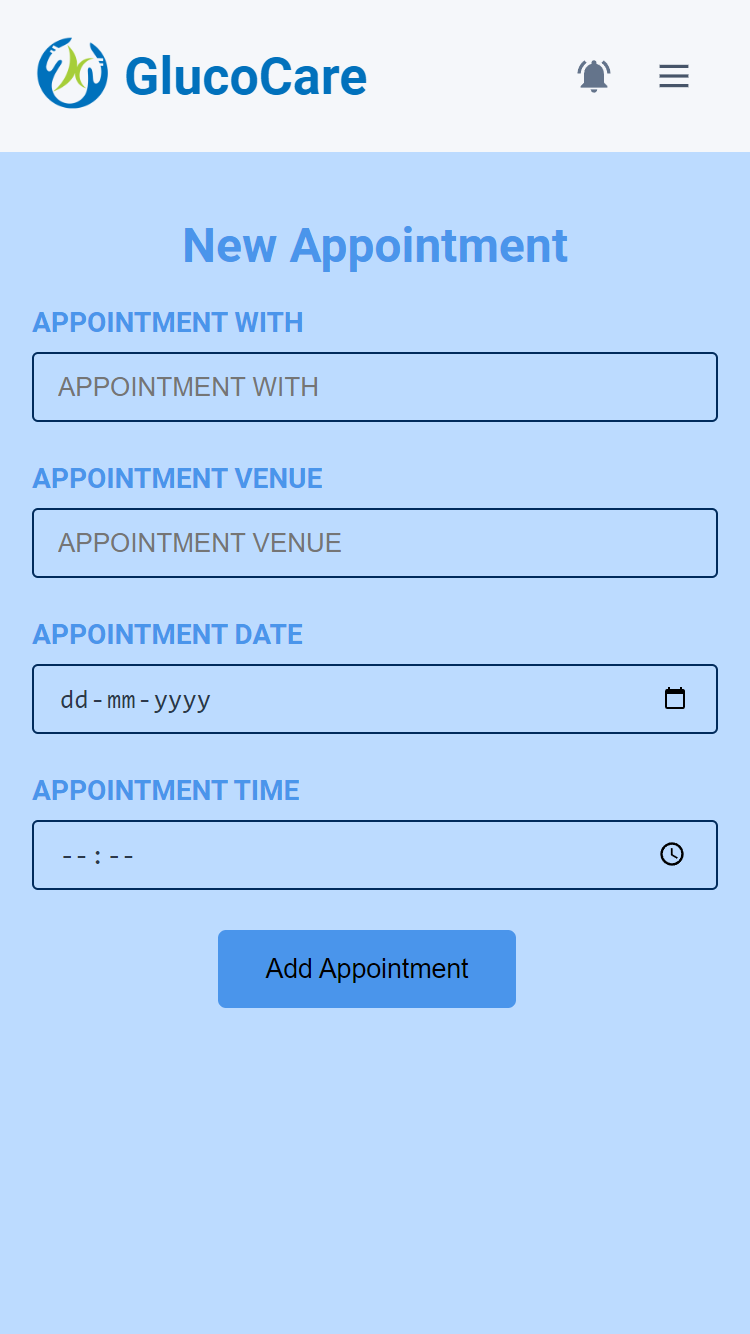 GlucoCare
New Appointment
APPOINTMENT WITH
APPOINTMENT WITH
APPOINTMENT VENUE
APPOINTMENT VENUE
APPOINTMENT DATE
dd-mm-yyyy
APPOINTMENT TIME
--:--
Add Appointment